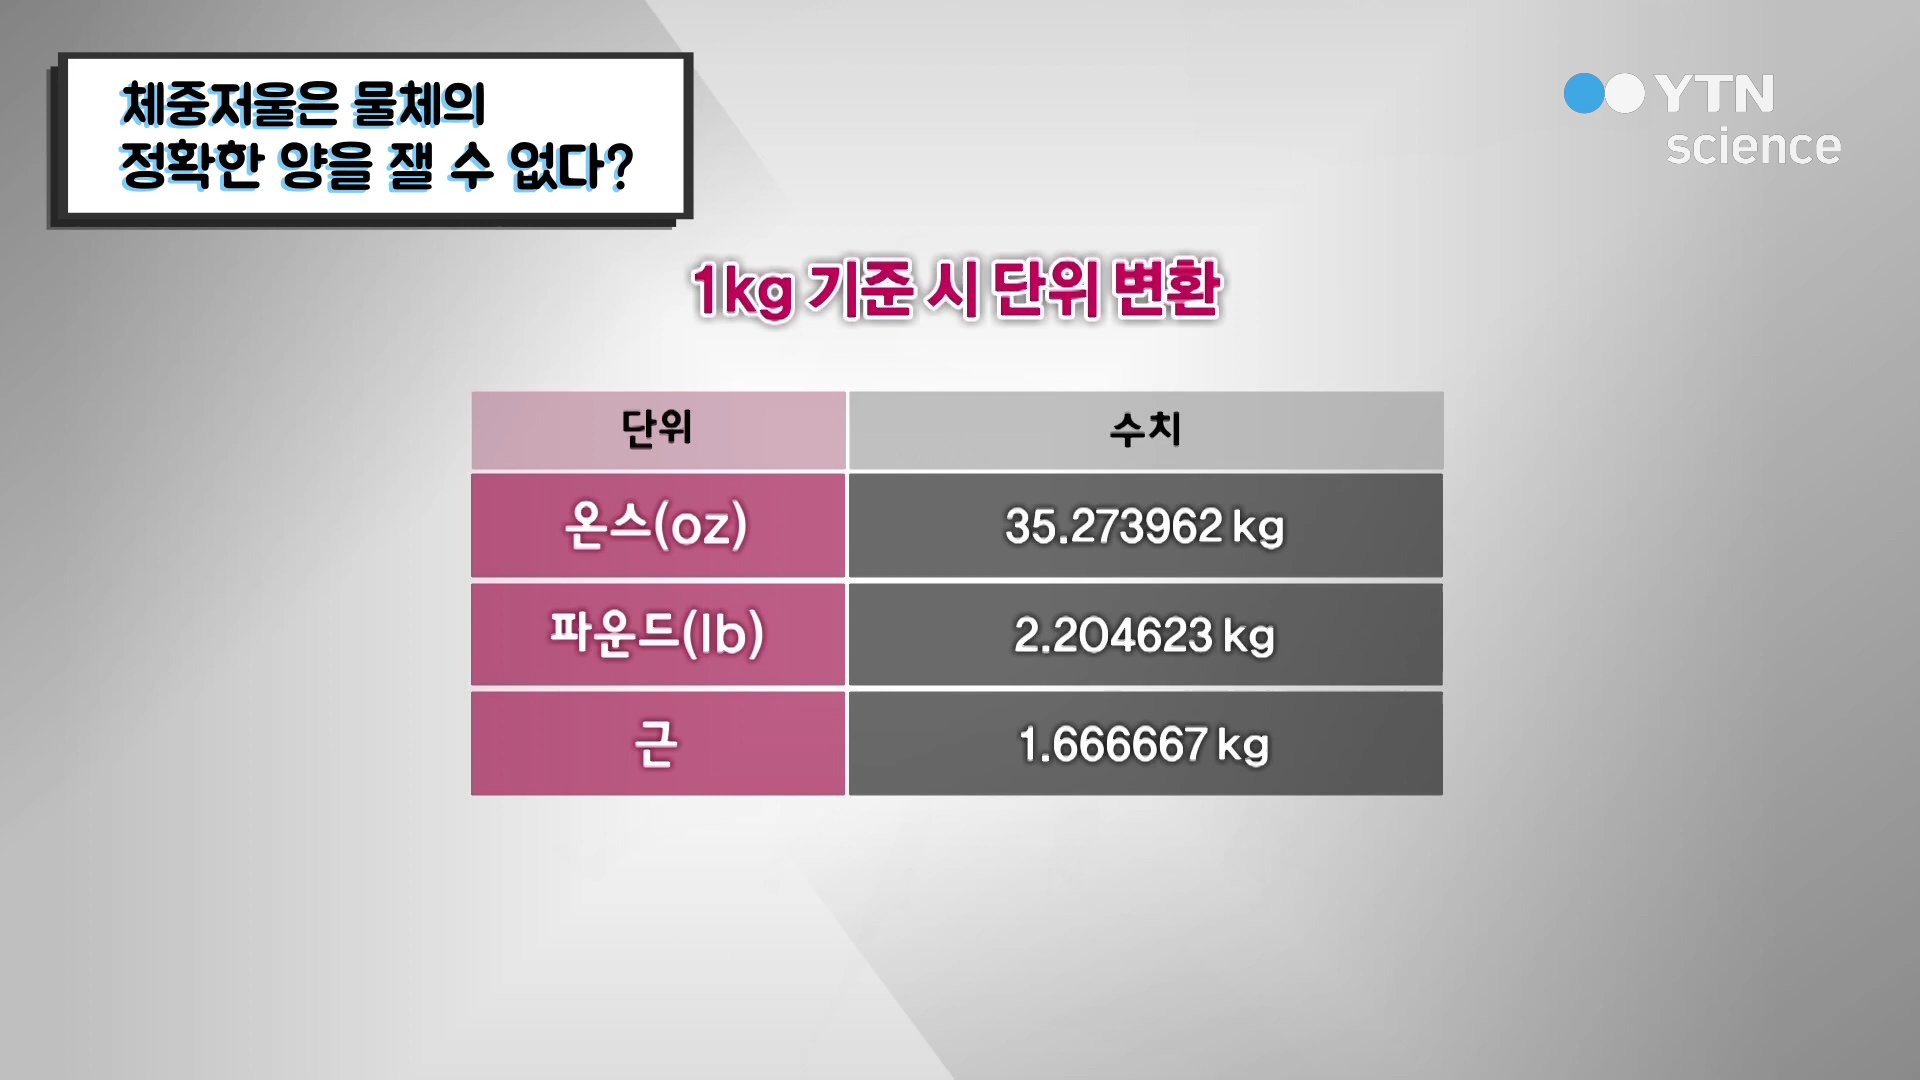 체중저울은 물체의
정확한 양을 잴 수 없다?
YTN
science
1kg 기준 시 단위 변환
단위 수치
온스(oz) 35.273962 kg
파운드(lb) 2.204623 kg
근 1.666667 kg